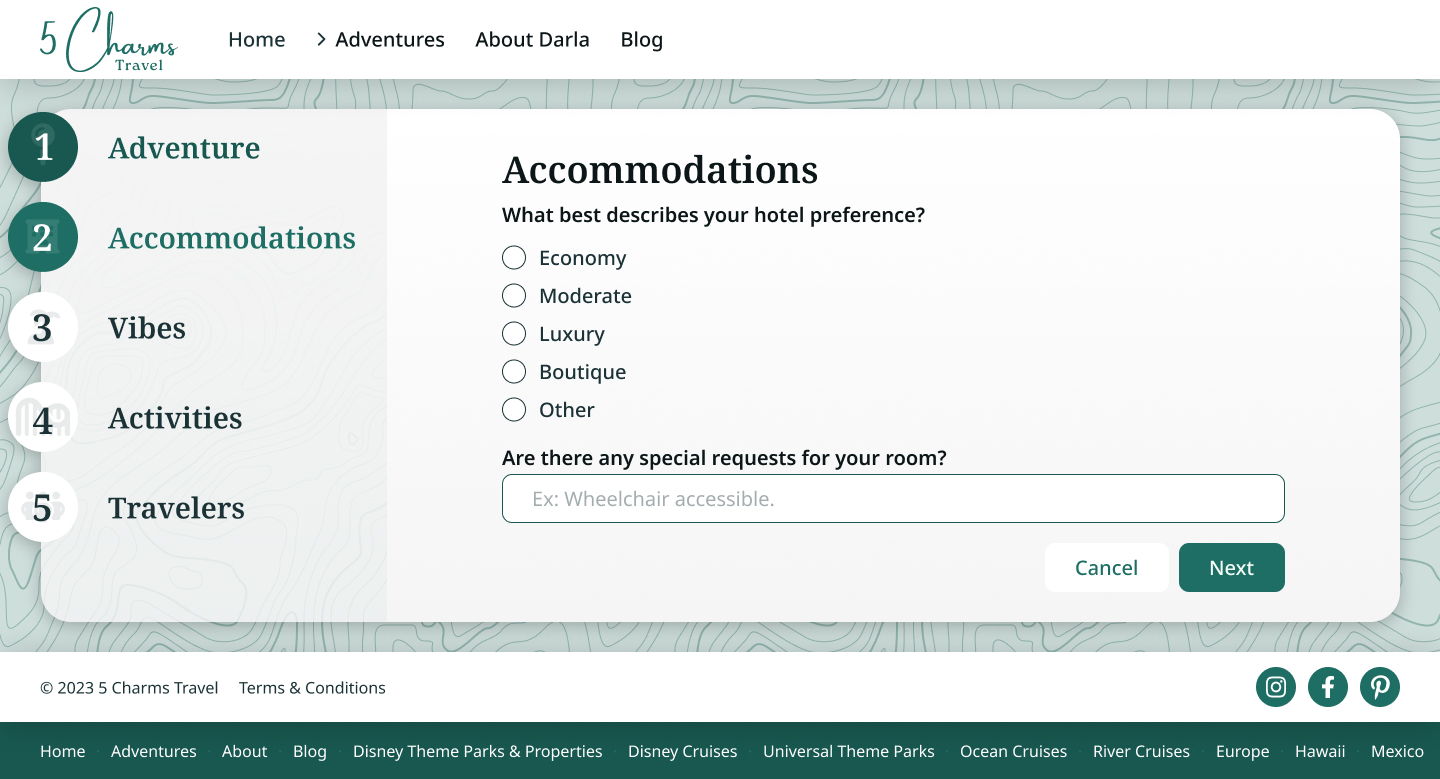 5 Charms
Travel
Home
Adventures
About Darla
Blog
1 Adventure
2 Accommodations
3 Vibes
4 Activities
5 Travelers
Accommodations
What best describes your hotel preference?
Economy
Moderate
Luxury
Boutique
Other
Are there any special requests for your room?
Ex: Wheelchair accessible.
Cancel
Next
© 2023 5 Charms Travel
Terms & Conditions
Home
Adventures
About
Blog
Disney Theme Parks & Properties
Disney Cruises
Universal Theme Parks
Ocean Cruises
River Cruises
Europe
Hawaii
Mexico